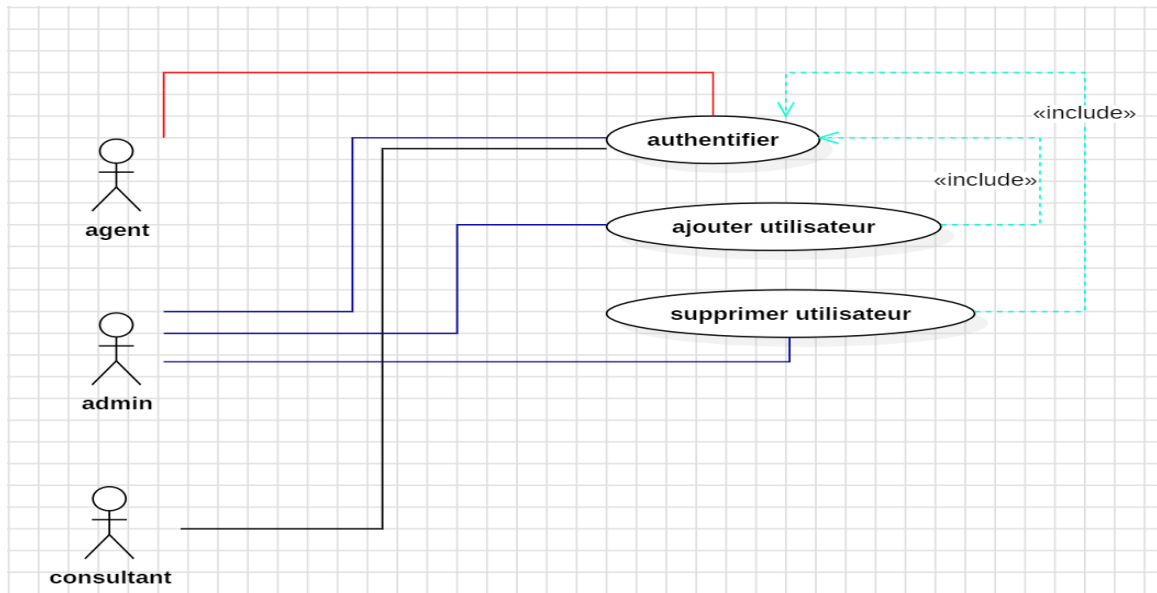 «include»
authentifier
«include»
ajouter utilisateur
agent
supprimer utilisateur
admin
consultant